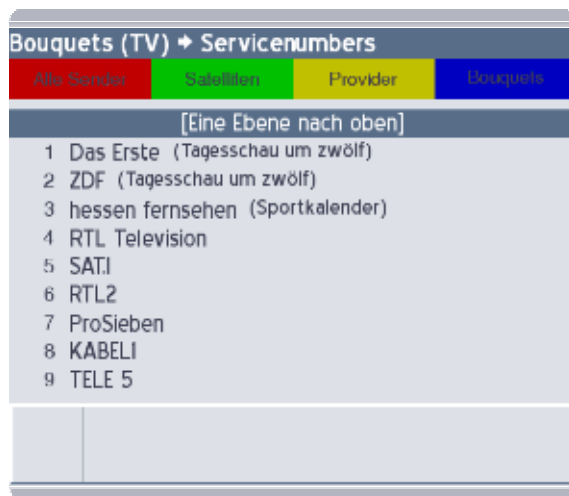 Bouquets (TV) → Servicenumbers
Alle Sender Satelliten Provider Bouquets
[Eine Ebene nach oben]
1 Das Erste (Tagesschau um zwölf)
2 ZDF (Tagesschau um zwölf)
3 hessen fernsehen (Sportkalender)
4 RTL Television
5 SAT.1
6 RTL2
7 ProSieben
8 KABEL1
9 TELE 5